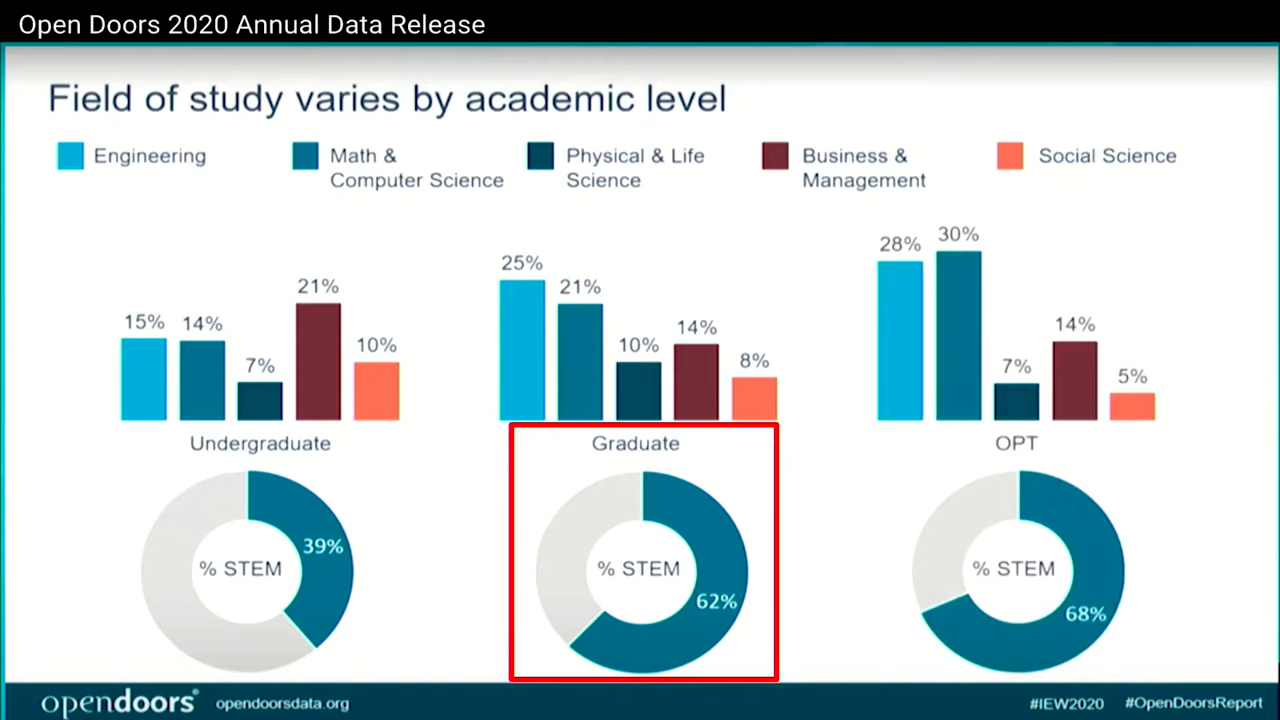 Open Doors 2020 Annual Data Release
Field of study varies by academic level
Engineering
Math &
Computer Science
Physical & Life
Science
Business &
Management
Social Science
15%
14%
7%
21%
10%
25%
21%
10%
14%
8%
28%
30%
7%
14%
5%
Undergraduate
Graduate
OPT
39%
% STEM
62%
% STEM
68%
% STEM
opendoors®
opendoorsdata.org
#IEW2020
#OpenDoorsReport